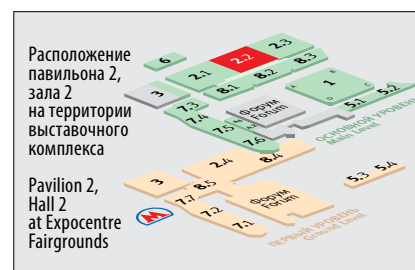 Расположение
павильона 2,
зала 2
на территории
выставочного
комплекса
Pavilion 2,
Hall 2
at Expocentre
Fairgrounds
6
2.1
2.2
2.3
3
8.1
8.2
8.3
7.3
7.4
7.5
7.6
Форум
Forum
A
B
C
D
1
5.1
5.2
ОСНОВНОЙ УРОВЕНЬ
Main Level
3
2.4
8.4
8.5
7.7
7.2
7.1
Форум
Forum
5.3
5.4
ПЕРВЫЙ УРОВЕНЬ
Ground Level
М